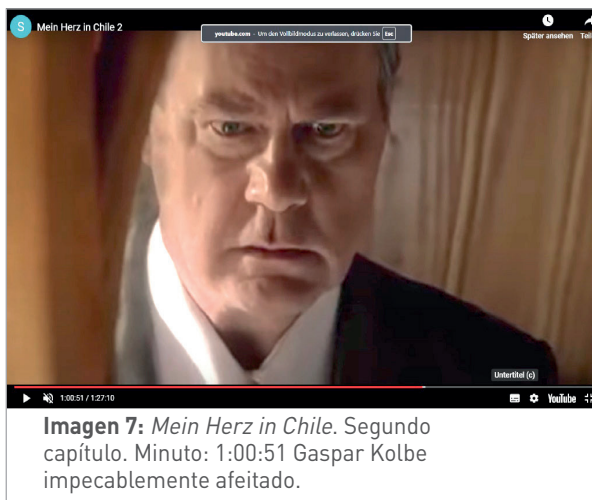 S Mein Herz in Chile 2
youtube.com - Um den Vollbildmodus zu verlassen, drücken Sie Esc
Später ansehen Teil
Untertitel (c)
1:00:51 / 1:27:10
YouTube
Imagen 7: Mein Herz in Chile. Segundo
capítulo. Minuto: 1:00:51 Gaspar Kolbe
impecablemente afeitado.